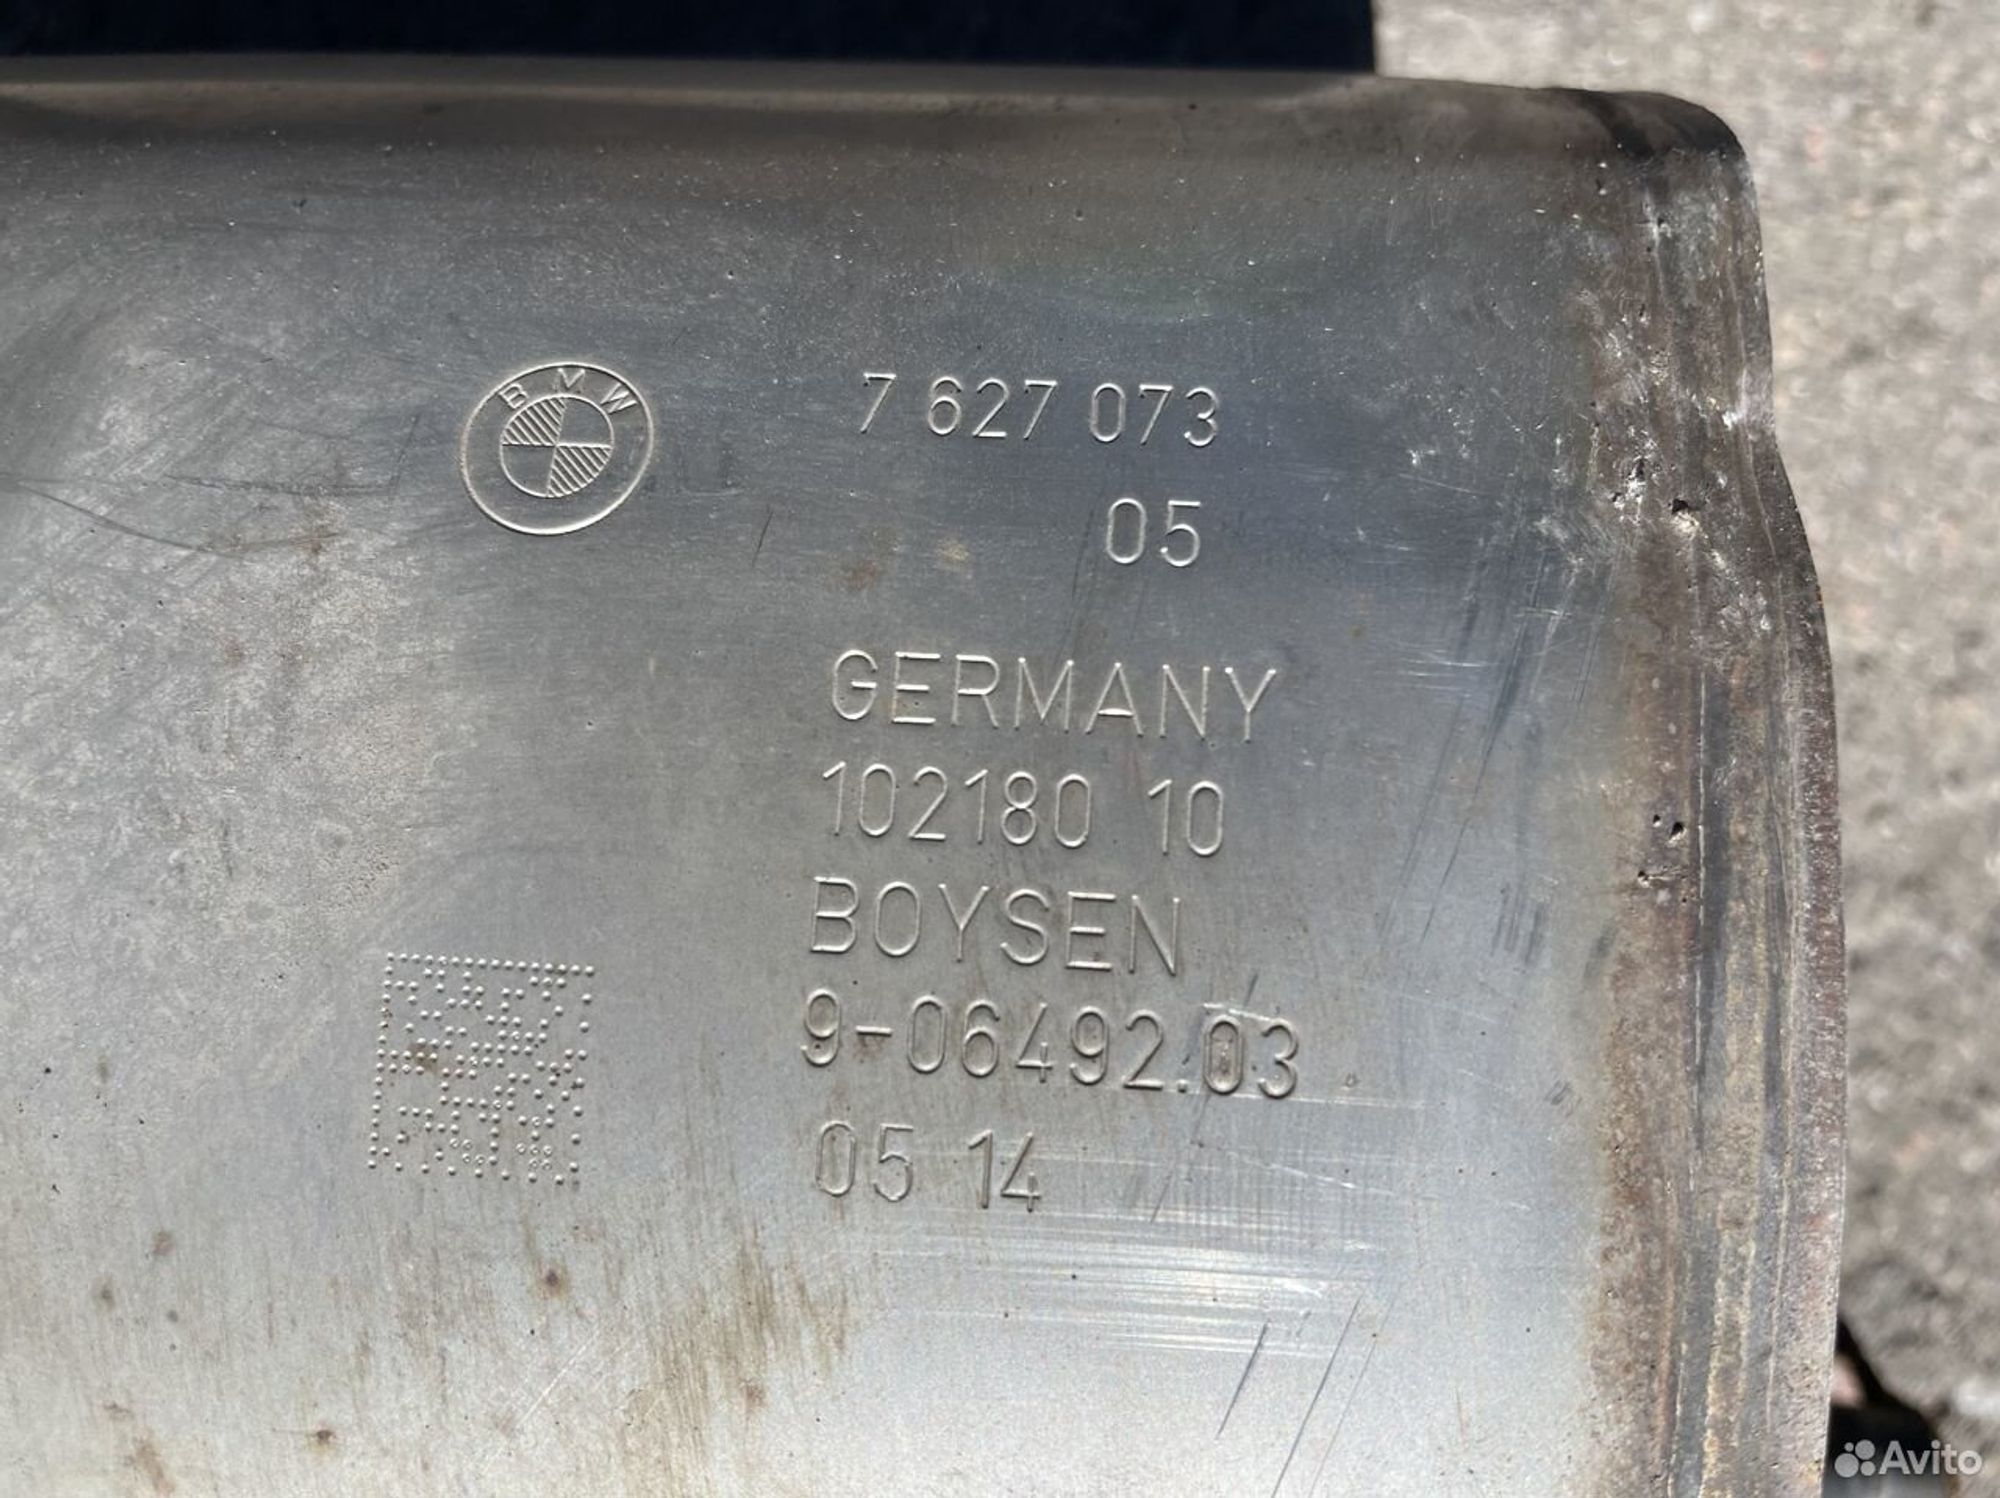 BMW
7 627 073
05
GERMANY
102180 10
BOYSEN
9-06492.03
05 14
Avito